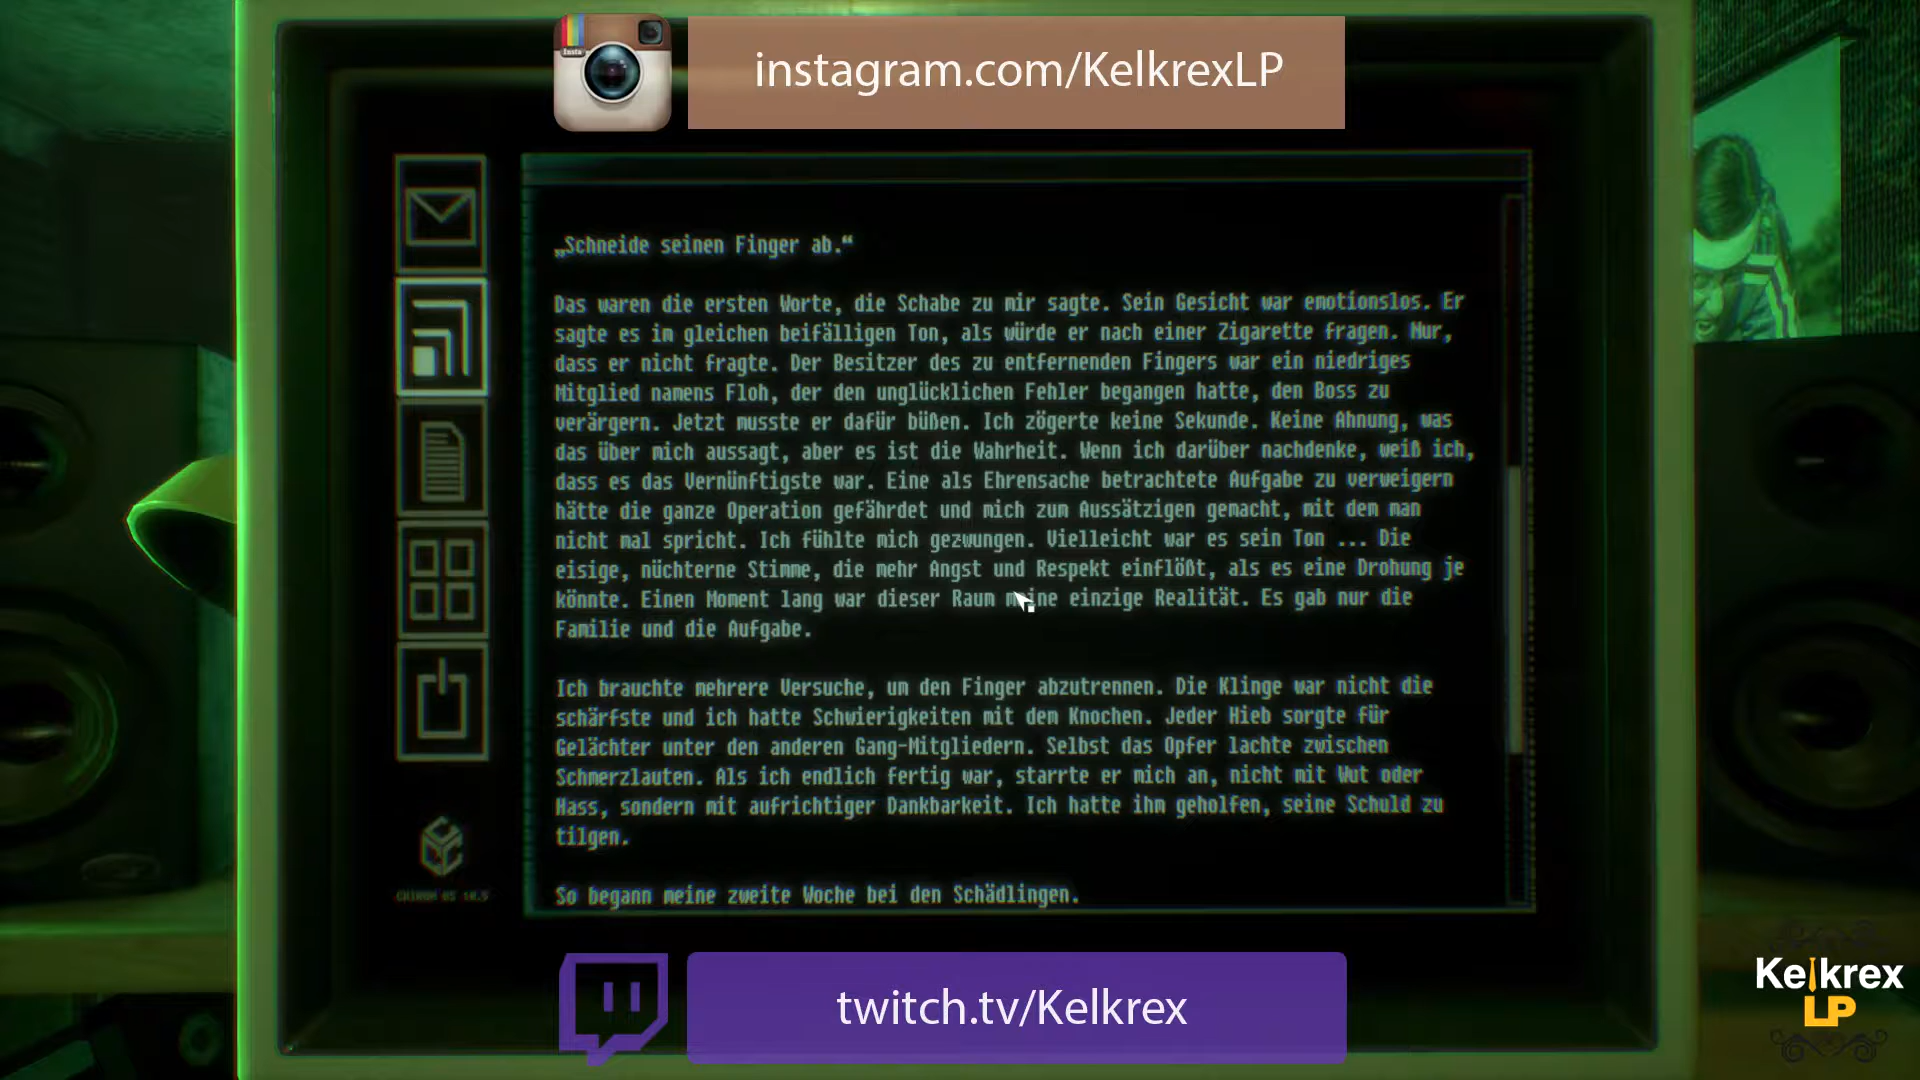 Insta
instagram.com/KelkrexLP
„Schneide seinen Finger ab.“
Das waren die ersten Worte, die Schabe zu mir sagte. Sein Gesicht war emotionslos. Er
sagte es im gleichen beifälligen Ton, als würde er nach einer Zigarette fragen. Nur,
dass er nicht fragte. Der Besitzer des zu entfernenden Fingers war ein niedriges
Mitglied namens Floh, der den unglücklichen Fehler begangen hatte, den Boss zu
verärgern. Jetzt musste er dafür büßen. Ich zögerte keine Sekunde. Keine Ahnung, was
das über mich aussagt, aber es ist die Wahrheit. Wenn ich darüber nachdenke, weiß ich,
dass es das Vernünftigste war. Eine als Ehrensache betrachtete Aufgabe zu verweigern
hätte die ganze Operation gefährdet und mich zum Aussätzigen gemacht, mit dem man
nicht mal spricht. Ich fühlte mich gezwungen. Vielleicht war es sein Ton ... Die
eisige, nüchterne Stimme, die mehr Angst und Respekt einflößt, als es eine Drohung je
könnte. Einen Moment lang war dieser Raum meine einzige Realität. Es gab nur die
Familie und die Aufgabe.
Ich brauchte mehrere Versuche, um den Finger abzutrennen. Die Klinge war nicht die
schärfste und ich hatte Schwierigkeiten mit dem Knochen. Jeder Hieb sorgte für
Gelächter unter den anderen Gang-Mitgliedern. Selbst das Opfer lachte zwischen
Schmerzlauten. Als ich endlich fertig war, starrte er mich an, nicht mit Wut oder
Hass, sondern mit aufrichtiger Dankbarkeit. Ich hatte ihm geholfen, seine Schuld zu
tilgen.
So begann meine zweite Woche bei den Schädlingen.
twitch.tv/Kelkrex
Kelkrex
LP